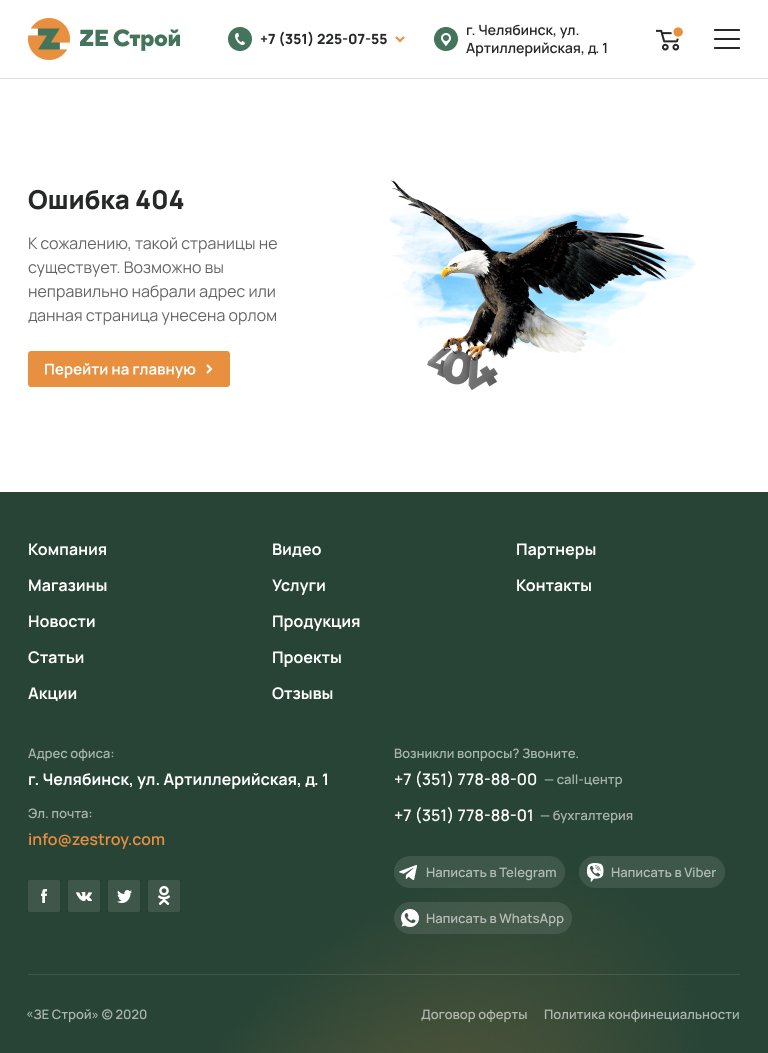 ZE Строй
+7 (351) 225-07-55
г. Челябинск, ул.
Артиллерийская, д. 1
Ошибка 404
К сожалению, такой страницы не
существует. Возможно вы
неправильно набрали адрес или
данная страница унесена орлом
Перейти на главную
404
Компания
Видео
Партнеры
Магазины
Услуги
Контакты
Новости
Продукция
Статьи
Проекты
Акции
Отзывы
Адрес офиса:
г. Челябинск, ул. Артиллерийская, д. 1
Эл. почта:
info@zestroy.com
Возникли вопросы? Звоните.
+7 (351) 778-88-00 — call-центр
+7 (351) 778-88-01 — бухгалтерия
Написать в Telegram
Написать в Viber
Написать в WhatsApp
«ЗЕ Строй» © 2020
Договор оферты
Политика конфинециальности